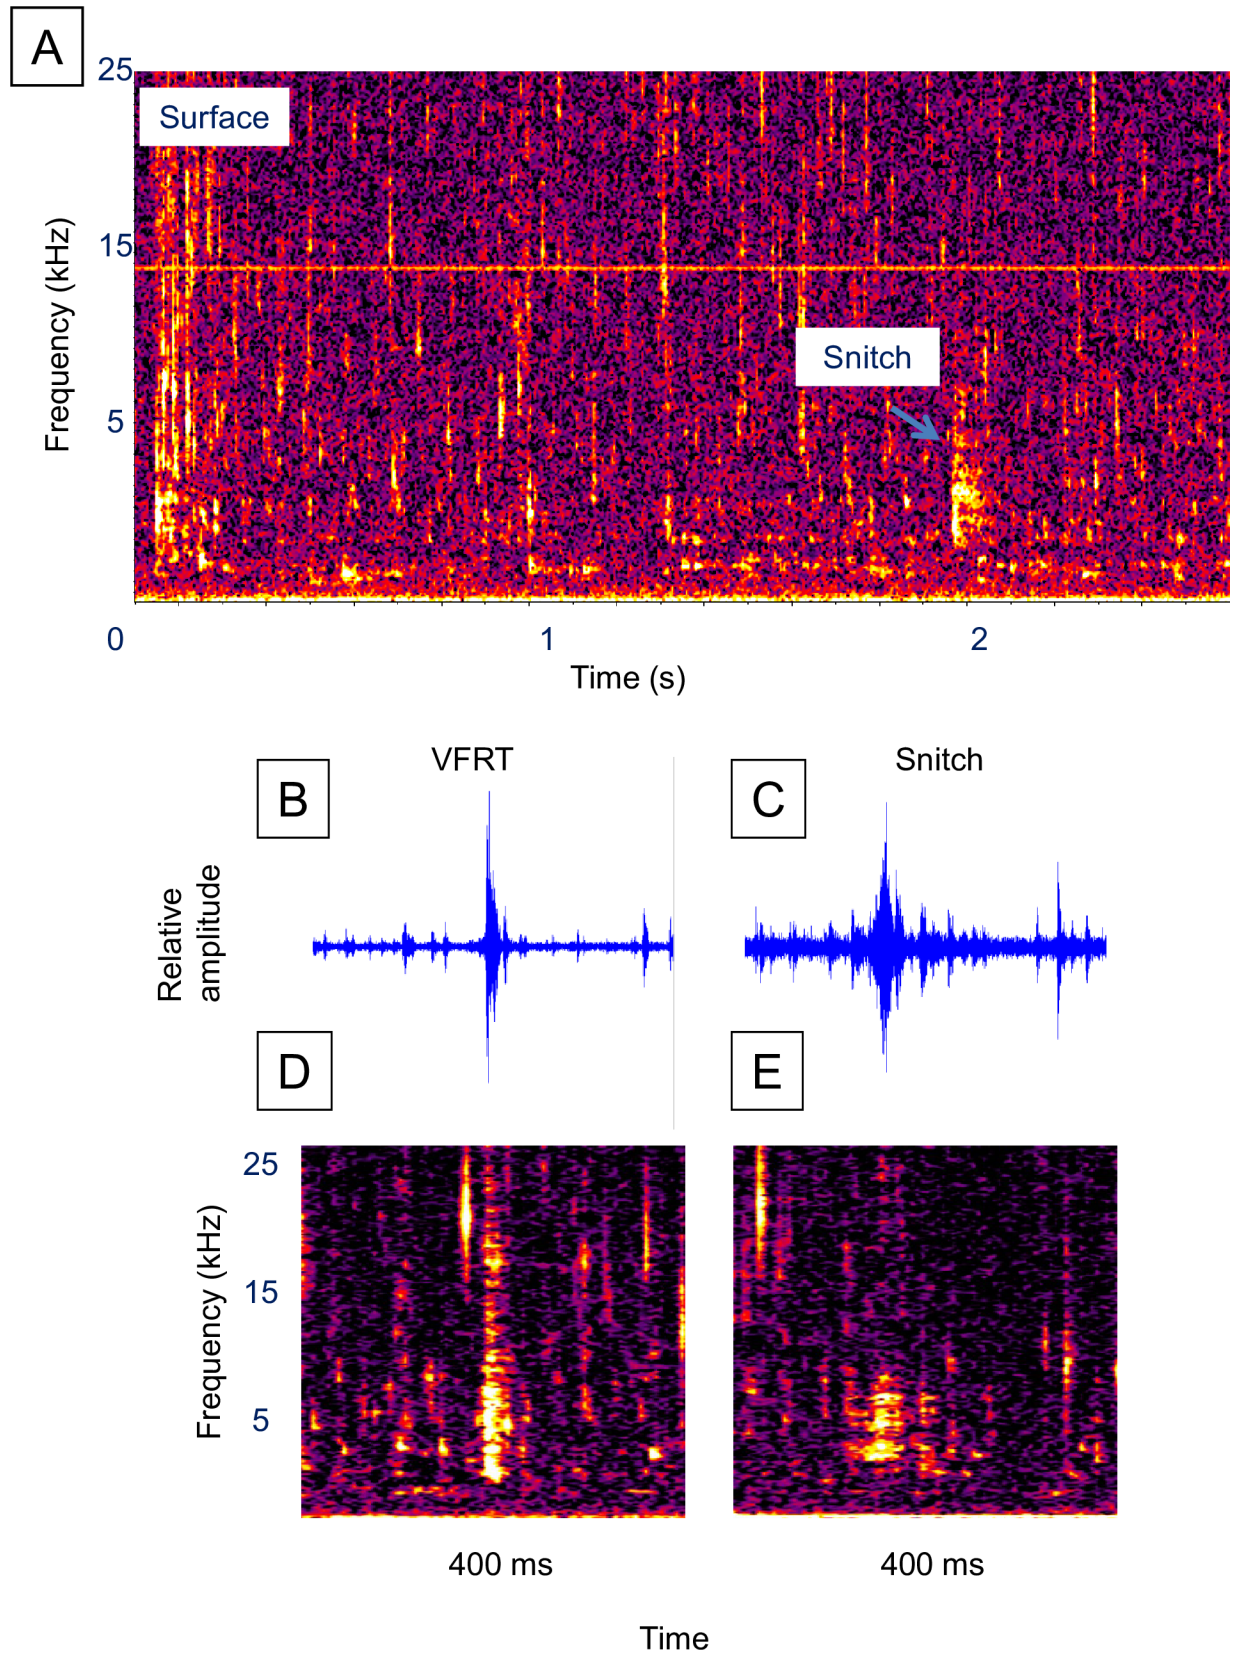 A
25
Surface
15
Frequency (kHz)
Snitch
5
0 1 2
Time (s)
VFRT Snitch
B C
Relative
amplitude
D E
25
15
Frequency (kHz)
5
400 ms 400 ms
Time